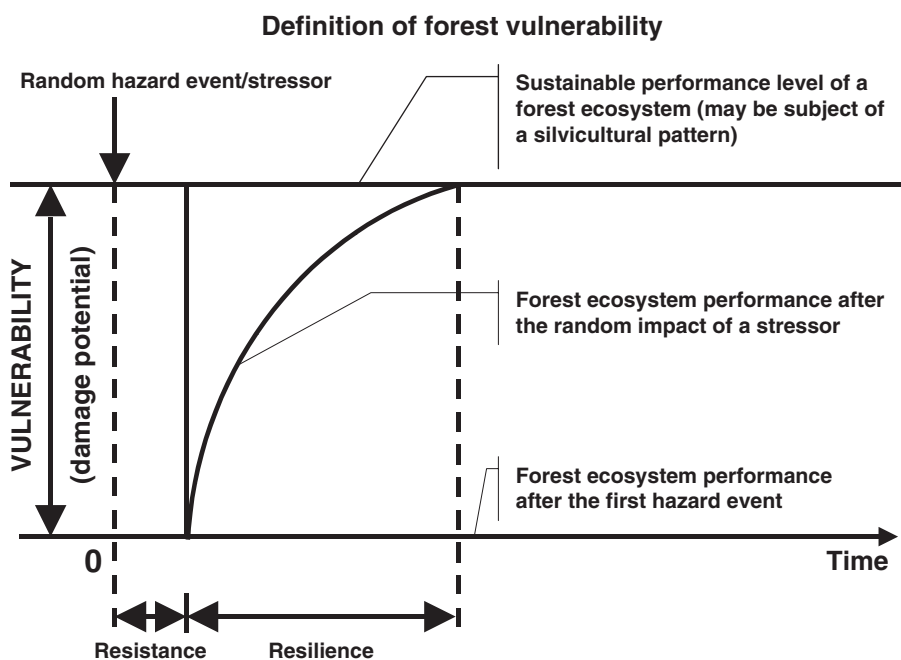 Definition of forest vulnerability
Random hazard event/stressor
Sustainable performance level of a
forest ecosystem (may be subject of
a silvicultural pattern)
VULNERABILITY
(damage potential)
Forest ecosystem performance after
the random impact of a stressor
Forest ecosystem performance
after the first hazard event
0
Time
Resistance
Resilience